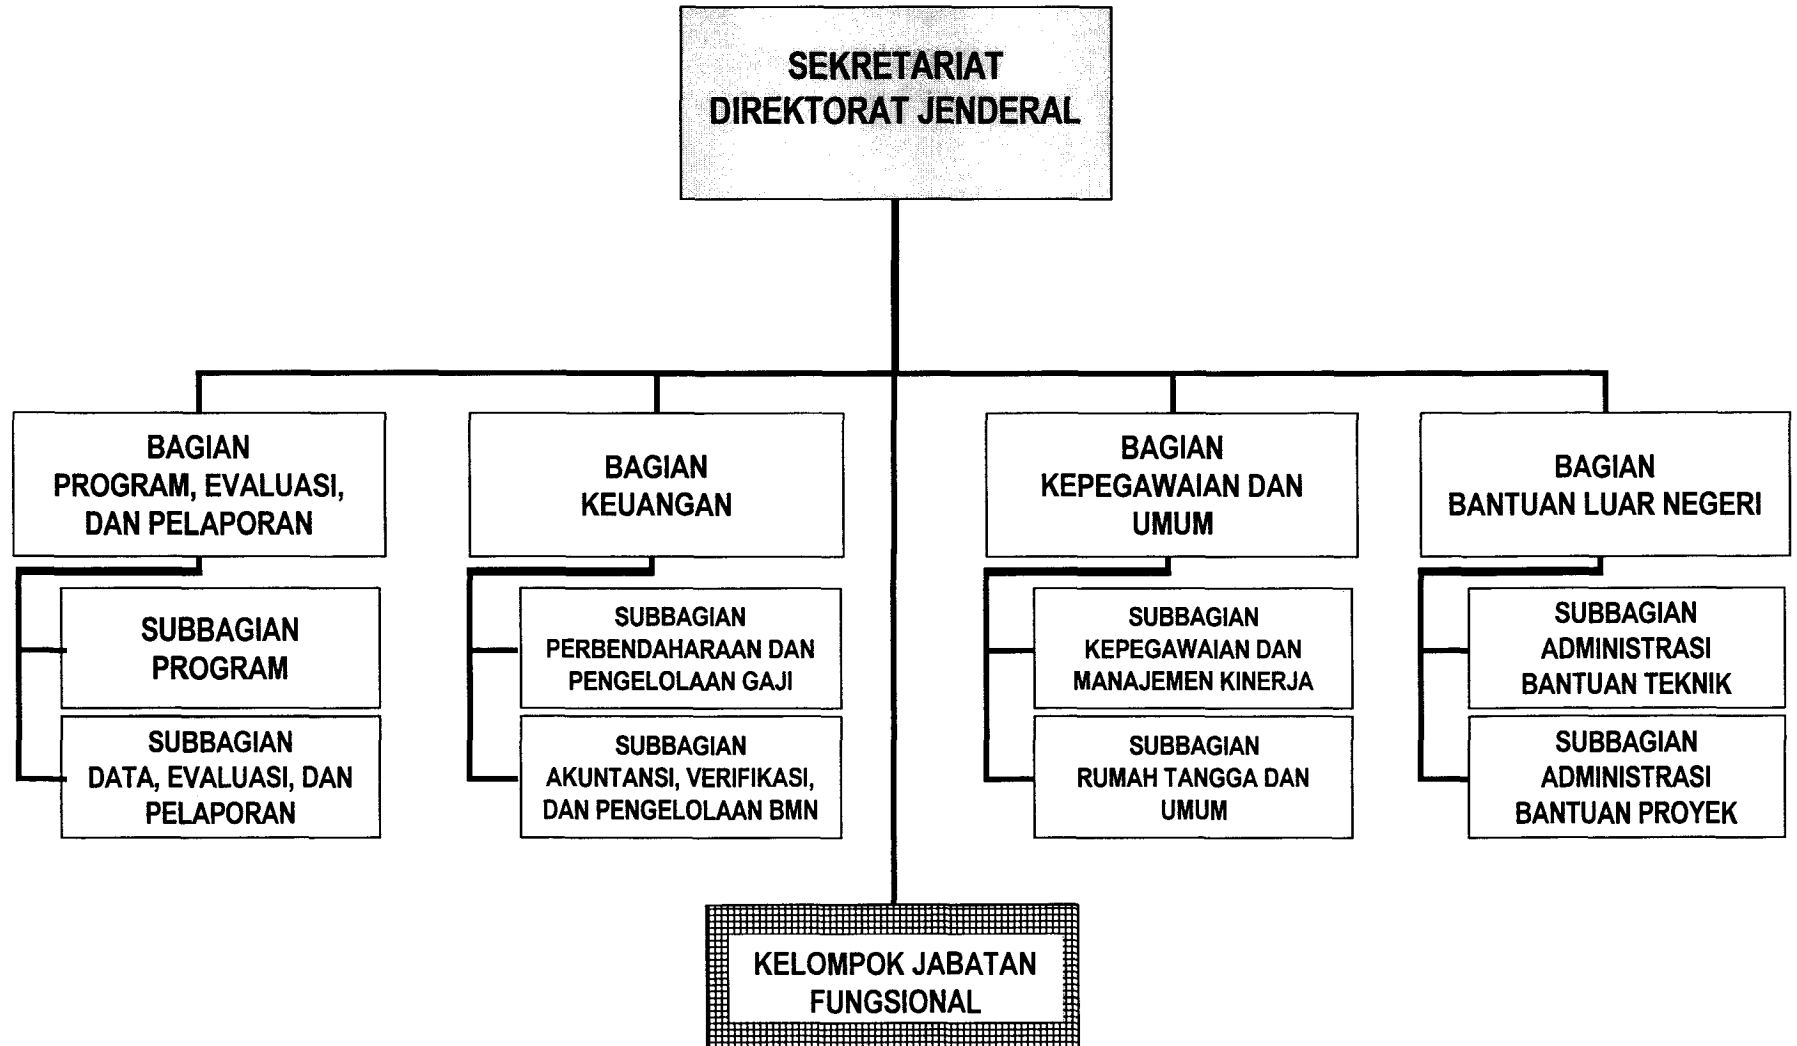 SEKRETARIAT
DIREKTORAT JENDERAL
BAGIAN
PROGRAM, EVALUASI,
DAN PELAPORAN
BAGIAN
KEUANGAN
BAGIAN
KEPEGAWAIAN DAN
UMUM
BAGIAN
BANTUAN LUAR NEGERI
SUBBAGIAN
PROGRAM
SUBBAGIAN
PERBENDAHARAAN DAN
PENGELOLAAN GAJI
SUBBAGIAN
KEPEGAWAIAN DAN
MANAJEMEN KINERJA
SUBBAGIAN
ADMINISTRASI
BANTUAN TEKNIK
SUBBAGIAN
DATA, EVALUASI, DAN
PELAPORAN
SUBBAGIAN
AKUNTANSI, VERIFIKASI,
DAN PENGELOLAAN BMN
SUBBAGIAN
RUMAH TANGGA DAN
UMUM
SUBBAGIAN
ADMINISTRASI
BANTUAN PROYEK
KELOMPOK JABATAN
FUNGSIONAL